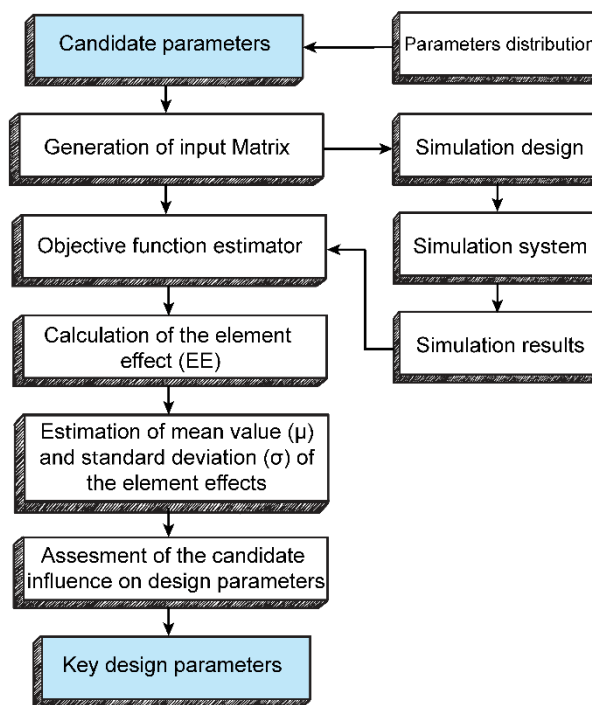 Candidate parameters
Parameters distribution
Generation of input Matrix
Simulation design
Objective function estimator
Simulation system
Calculation of the element
effect (EE)
Simulation results
Estimation of mean value (μ)
and standard deviation (σ) of
the element effects
Assesment of the candidate
influence on design parameters
Key design parameters